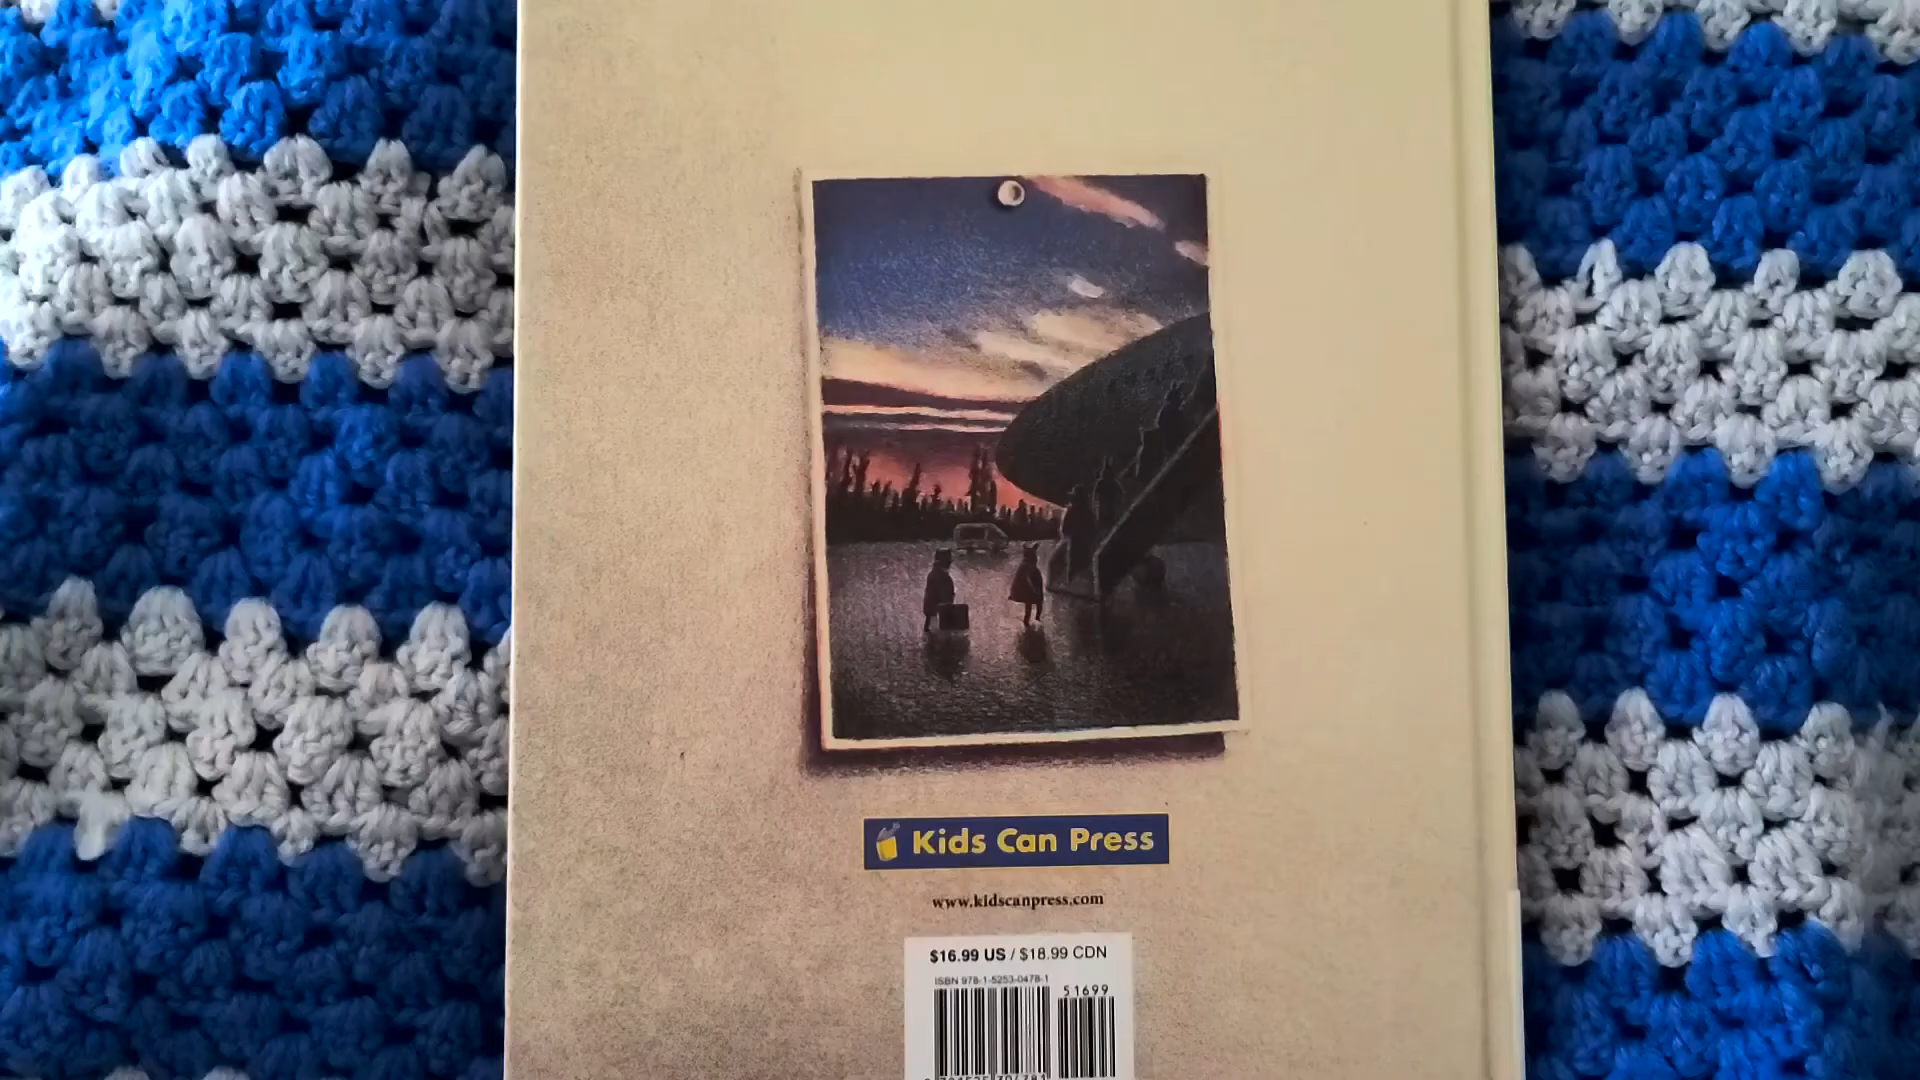 Kids Can Press
www.kidscanpress.com
$16.99 US / $18.99 CDN
ISBN 978-1-5253-0478-1
51699